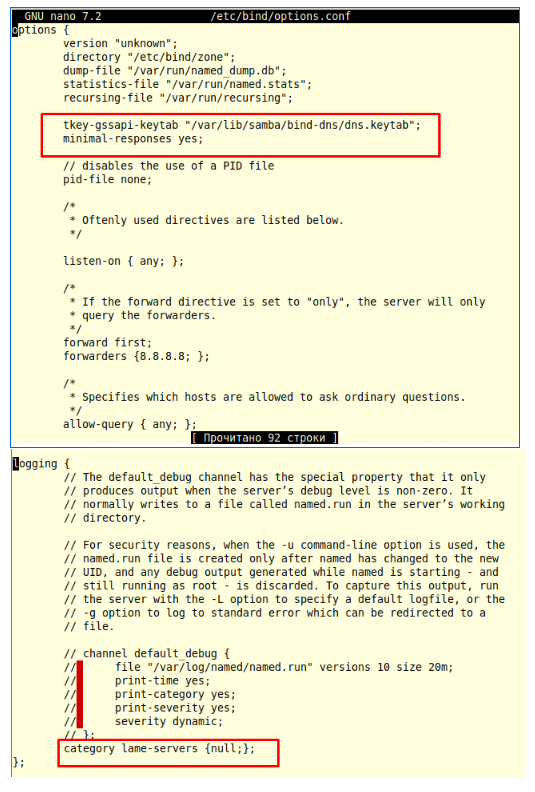 GNU nano 7.2 /etc/bind/options.conf
options {
version "unknown";
directory "/etc/bind/zone";
dump-file "/var/run/named_dump.db";
statistics-file "/var/run/named.stats";
recursing-file "/var/run/recursing";
tkey-gssapi-keytab "/var/lib/samba/bind-dns/dns.keytab";
minimal-responses yes;
// disables the use of a PID file
pid-file none;
/*
* Oftenly used directives are listed below.
*/
listen-on { any; };
/*
* If the forward directive is set to "only", the server will only
* query the forwarders.
*/
forward first;
forwarders {8.8.8.8; };
/*
* Specifies which hosts are allowed to ask ordinary questions.
*/
allow-query { any; };
[ Прочитано 92 строки ]
logging {
// The default_debug channel has the special property that it only
// produces output when the server’s debug level is non-zero. It
// normally writes to a file called named.run in the server’s working
// directory.
// For security reasons, when the -u command-line option is used, the
// named.run file is created only after named has changed to the new
// UID, and any debug output generated while named is starting - and
// still running as root - is discarded. To capture this output, run
// the server with the -L option to specify a default logfile, or the
// -g option to log to standard error which can be redirected to a
// file.
// channel default_debug {
// file "/var/log/named/named.run" versions 10 size 20m;
// print-time yes;
// print-category yes;
// print-severity yes;
// severity dynamic;
// };
category lame-servers {null;};
};